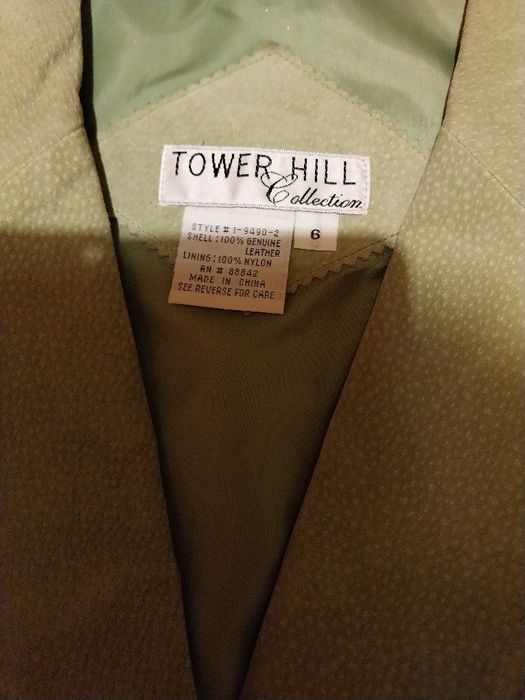 TOWER HILL
Collection
STYLE # 1-9490-2
SHELL: 100% GENUINE
LEATHER
LINING: 100% NYLON
RN # 88842
MADE IN CHINA
SEE REVERSE FOR CARE
6